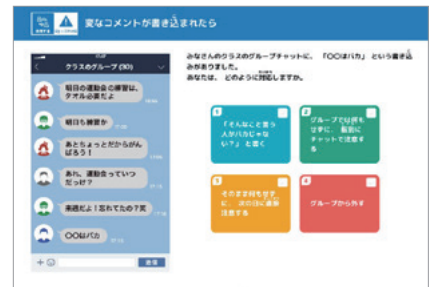 変なコメントが書き込まれたら
みなさんのクラスのグループチャットに、「〇〇はバカ」という書き込
みがありました。
あなたは、どのように対応しますか。
クラスのグループ(30)
明日の運動会の練習は、
タオル必要だよ
明日も練習か
あとちょっとだからがん
ばろう！
あれ、運動会っていつ
だっけ？
来週だよ！忘れてたの？笑
〇〇はバカ
送信
1
「そんなこと言う
人がバカじゃな
い？」と書く
2
グループでは何も
せずに、個別に
チャットで注意す
る
3
そのまま何もせず
に、次の日に直接
注意する
4
グループから外す